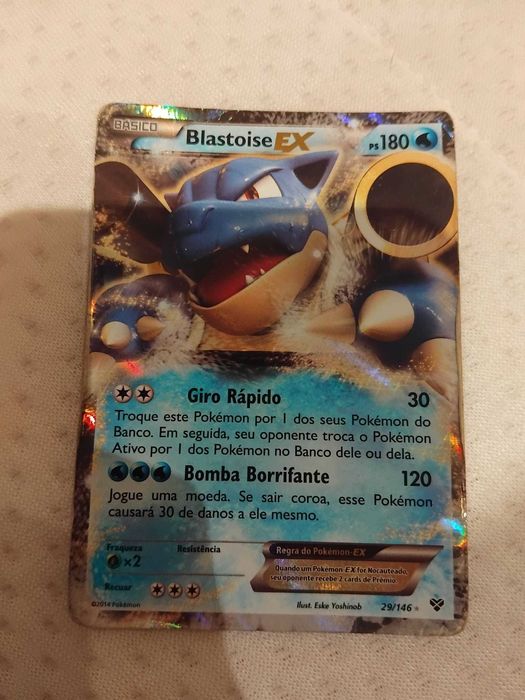 BÁSICO
Blastoise EX
PS 180
Giro Rápido 30
Troque este Pokémon por 1 dos seus Pokémon do
Banco. Em seguida, seu oponente troca o Pokémon
Ativo por 1 dos Pokémon no Banco dele ou dela.
Bomba Borrifante 120
Jogue uma moeda. Se sair coroa, esse Pokémon
causará 30 de danos a ele mesmo.
Fraqueza Resistência
×2
Recuar
Regra do Pokémon-EX
Quando um Pokémon-EX for Nocauteado,
seu oponente recebe 2 cards de Prêmio.
©2014 Pokémon
Ilust. Eske Yoshinob
29/146